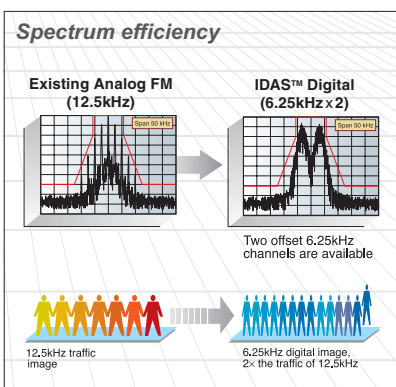 Spectrum efficiency
Existing Analog FM
(12.5kHz)
IDAS™ Digital
(6.25kHz×2)
Span 50 kHz
Span 50 kHz
Two offset 6.25kHz
channels are available
12.5kHz traffic
image
6.25kHz digital image,
2× the traffic of 12.5kHz